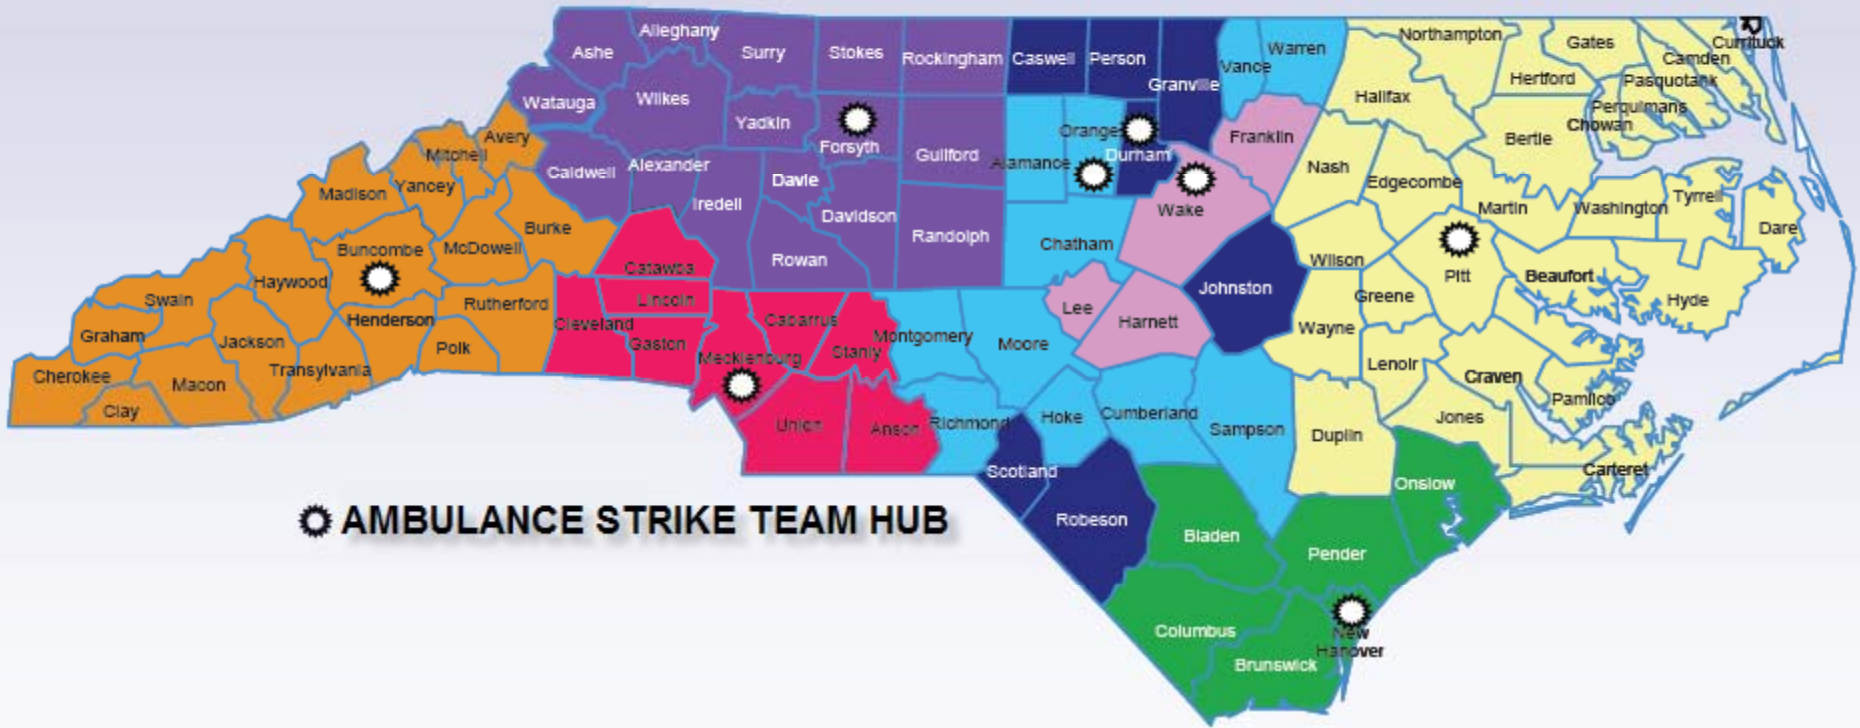 Alleghany
Ashe
Surry
Stokes
Rockingham
Caswell
Person
Granville
Vance
Warren
Northampton
Gates
Currituck
Camden
Hertford
Pasquotank
Perquimans
Chowan
Halifax
Bertie
Watauga
Wilkes
Yadkin
Forsyth
Guilford
Alamance
Orange
Durham
Franklin
Nash
Edgecombe
Martin
Washington
Tyrrell
Dare
Avery
Mitchell
Yancey
Madison
Caldwell
Alexander
Iredell
Davie
Davidson
Randolph
Chatham
Wake
Johnston
Wilson
Pitt
Beaufort
Hyde
Burke
McDowell
Buncombe
Haywood
Swain
Graham
Cherokee
Clay
Macon
Jackson
Transylvania
Henderson
Polk
Rutherford
Catawba
Lincoln
Cleveland
Gaston
Mecklenburg
Cabarrus
Stanly
Rowan
Union
Anson
Montgomery
Moore
Lee
Harnett
Richmond
Hoke
Cumberland
Sampson
Wayne
Greene
Lenoir
Craven
Pamlico
Jones
Carteret
Duplin
Onslow
Scotland
Robeson
Bladen
Pender
Columbus
Brunswick
New
Hanover
AMBULANCE STRIKE TEAM HUB